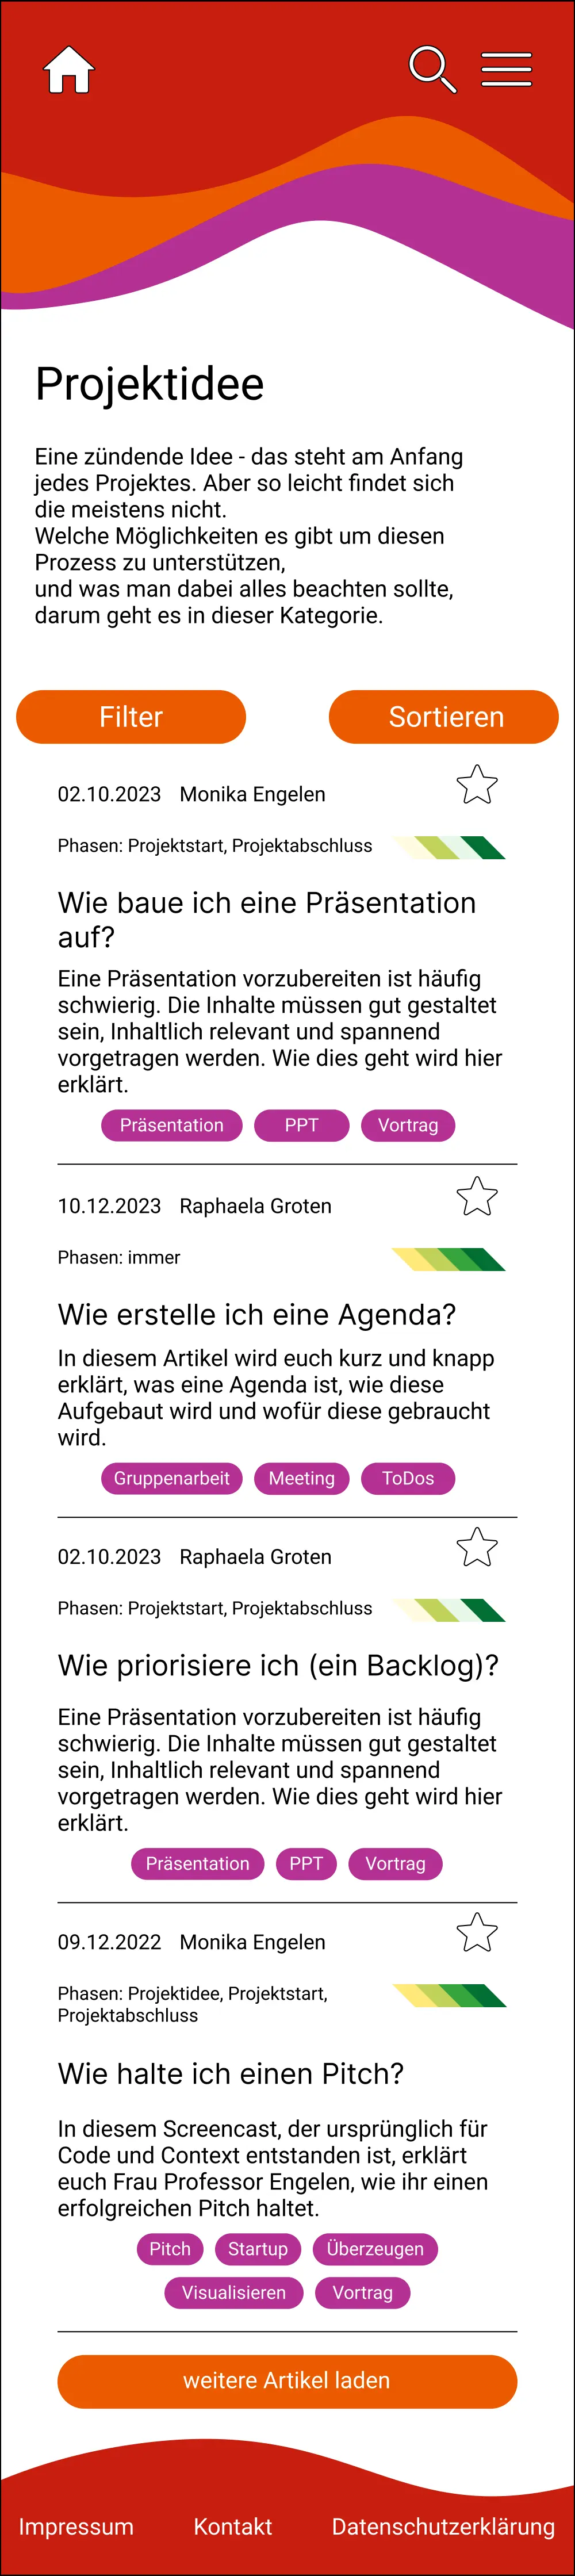 Projektidee
Eine zündende Idee - das steht am Anfang
jedes Projektes. Aber so leicht findet sich
die meistens nicht.
Welche Möglichkeiten es gibt um diesen
Prozess zu unterstützen,
und was man dabei alles beachten sollte,
darum geht es in dieser Kategorie.
Filter Sortieren
02.10.2023 Monika Engelen
Phasen: Projektstart, Projektabschluss
Wie baue ich eine Präsentation
auf?
Eine Präsentation vorzubereiten ist häufig
schwierig. Die Inhalte müssen gut gestaltet
sein, Inhaltlich relevant und spannend
vorgetragen werden. Wie dies geht wird hier
erklärt.
Präsentation PPT Vortrag
10.12.2023 Raphaela Groten
Phasen: immer
Wie erstelle ich eine Agenda?
In diesem Artikel wird euch kurz und knapp
erklärt, was eine Agenda ist, wie diese
Aufgebaut wird und wofür diese gebraucht
wird.
Gruppenarbeit Meeting ToDos
02.10.2023 Raphaela Groten
Phasen: Projektstart, Projektabschluss
Wie priorisiere ich (ein Backlog)?
Eine Präsentation vorzubereiten ist häufig
schwierig. Die Inhalte müssen gut gestaltet
sein, Inhaltlich relevant und spannend
vorgetragen werden. Wie dies geht wird hier
erklärt.
Präsentation PPT Vortrag
09.12.2022 Monika Engelen
Phasen: Projektidee, Projektstart,
Projektabschluss
Wie halte ich einen Pitch?
In diesem Screencast, der ursprünglich für
Code und Context entstanden ist, erklärt
euch Frau Professor Engelen, wie ihr einen
erfolgreichen Pitch haltet.
Pitch Startup Überzeugen
Visualisieren Vortrag
weitere Artikel laden
Impressum Kontakt Datenschutzerklärung